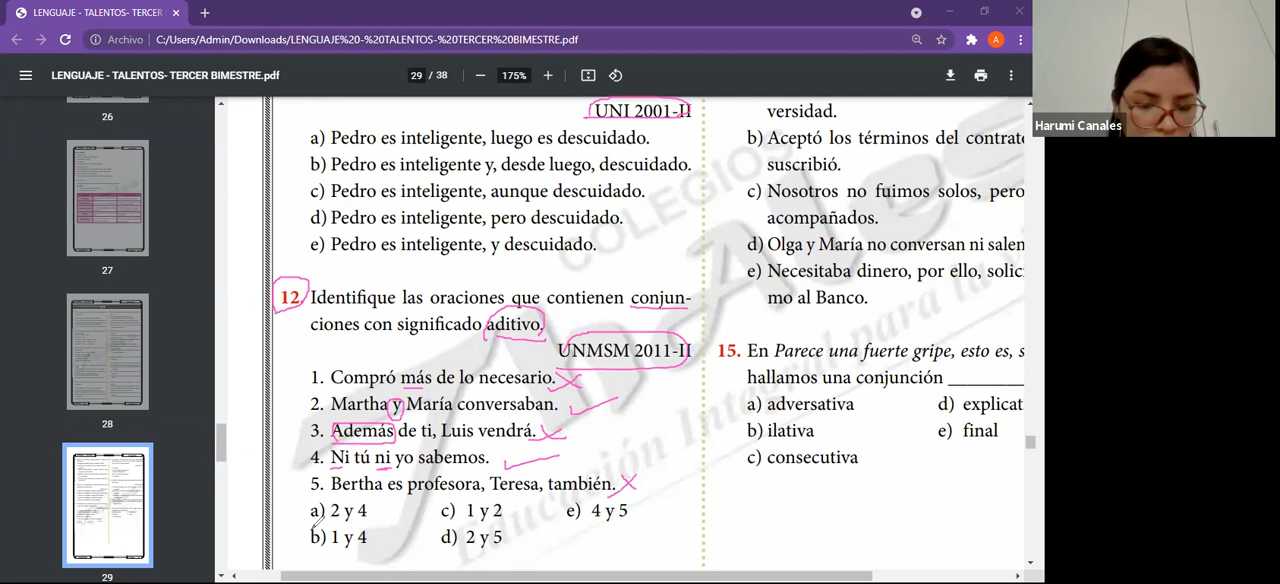 LENGUAJE - TALENTOS- TERCER
Archivo C:/Users/Admin/Downloads/LENGUAJE%20-%20TALENTOS-%20TERCER%20BIMESTRE.pdf
A
LENGUAJE - TALENTOS- TERCER BIMESTRE.pdf
29 / 38
175%
Harumi Canales
26
27
28
29
UNI 2001-II
a) Pedro es inteligente, luego es descuidado.
b) Pedro es inteligente y, desde luego, descuidado.
c) Pedro es inteligente, aunque descuidado.
d) Pedro es inteligente, pero descuidado.
e) Pedro es inteligente, y descuidado.
12. Identifique las oraciones que contienen conjun-
ciones con significado aditivo.
UNMSM 2011-II
1. Compró más de lo necesario.
2. Martha y María conversaban.
3. Además de ti, Luis vendrá.
4. Ni tú ni yo sabemos.
5. Bertha es profesora, Teresa también.
a) 2 y 4 c) 1 y 2 e) 4 y 5
b) 1 y 4 d) 2 y 5
versidad.
b) Aceptó los términos del contrat
suscribió.
c) Nosotros no fuimos solos, pero
acompañados.
d) Olga y María no conversan ni salen
e) Necesitaba dinero, por ello, solic
mo al Banco.
15. En Parece una fuerte gripe, esto es, s
hallamos una conjunción ________
a) adversativa d) explicat
b) ilativa e) final
c) consecutiva
COLEGIOS